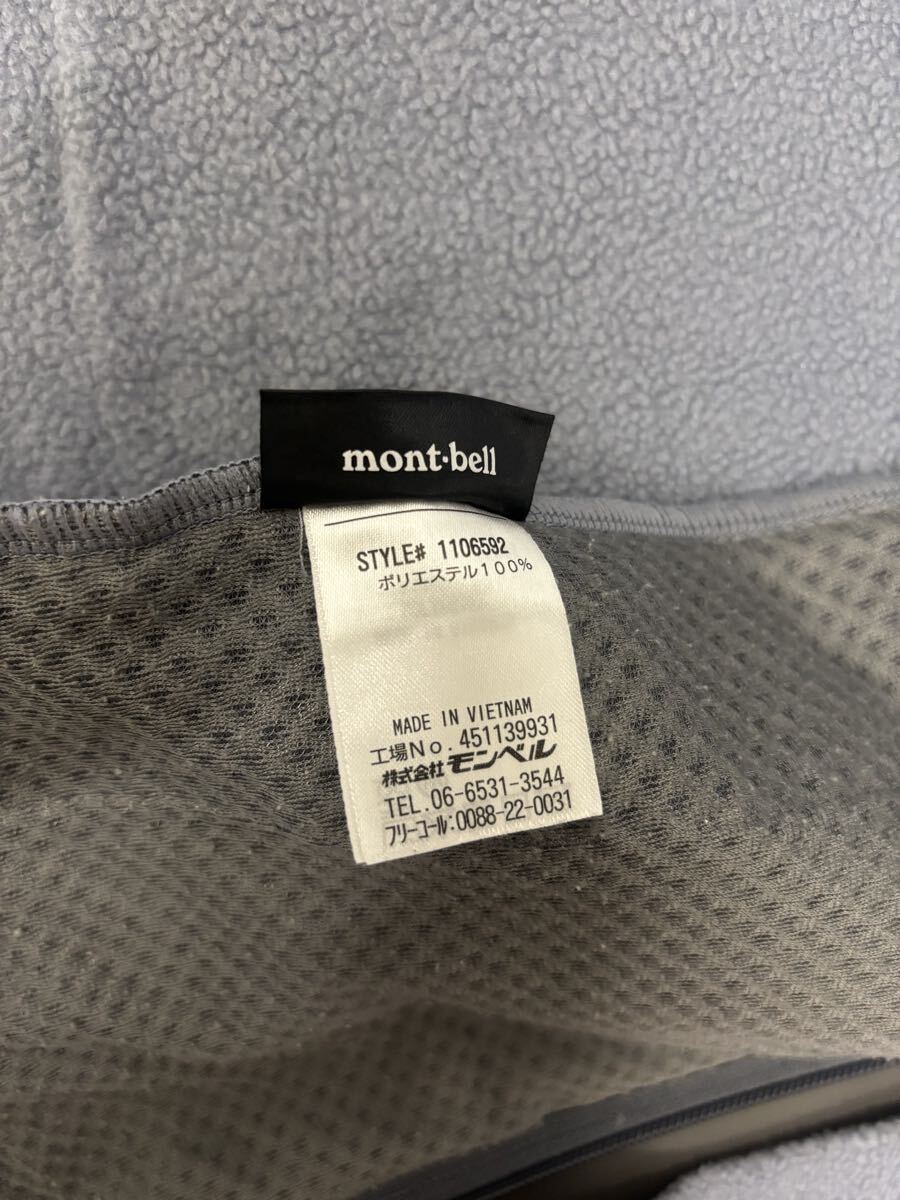 mont·bell
STYLE# 1106592
ポリエステル100%
MADE IN VIETNAM
工場No.451139931
株式会社モンベル
TEL.06-6531-3544
フリーコール:0088-22-0031